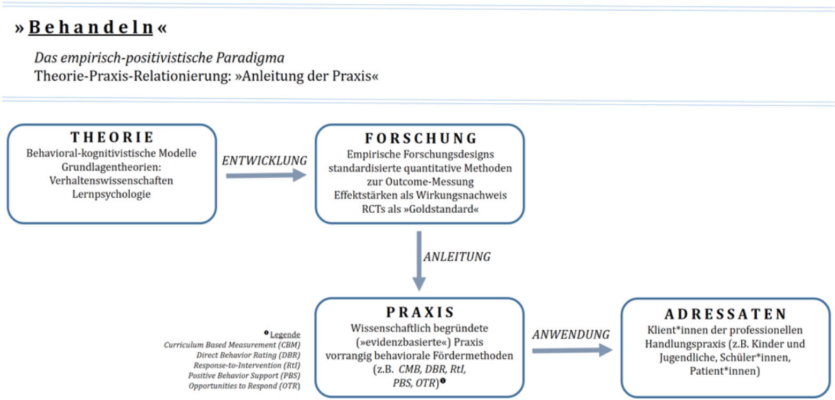 »Behandeln«
Das empirisch-positivistische Paradigma
Theorie-Praxis-Relationierung: »Anleitung der Praxis«
THEORIE
Behavioral-kognitivistische Modelle
Grundlagentheorien:
Verhaltenswissenschaften
Lernpsychologie
ENTWICKLUNG
FORSCHUNG
Empirische Forschungsdesigns
standardisierte quantitative Methoden
zur Outcome-Messung
Effektstärken als Wirkungsnachweis
RCTs als »Goldstandard«
ANLEITUNG
PRAXIS
Wissenschaftlich begründete
(»evidenzbasierte«) Praxis
vorrangig behaviorale Fördermethoden
(z.B. CMB, DBR, RtI,
PBS, OTR)❶
❶ Legende
Curriculum Based Measurement (CBM)
Direct Behavior Rating (DBR)
Response-to-Intervention (RtI)
Positive Behavior Support (PBS)
Opportunities to Respond (OTR)
ANWENDUNG
ADRESSATEN
Klient*innen der professionellen
Handlungspraxis (z.B. Kinder und
Jugendliche, Schüler*innen,
Patient*innen)